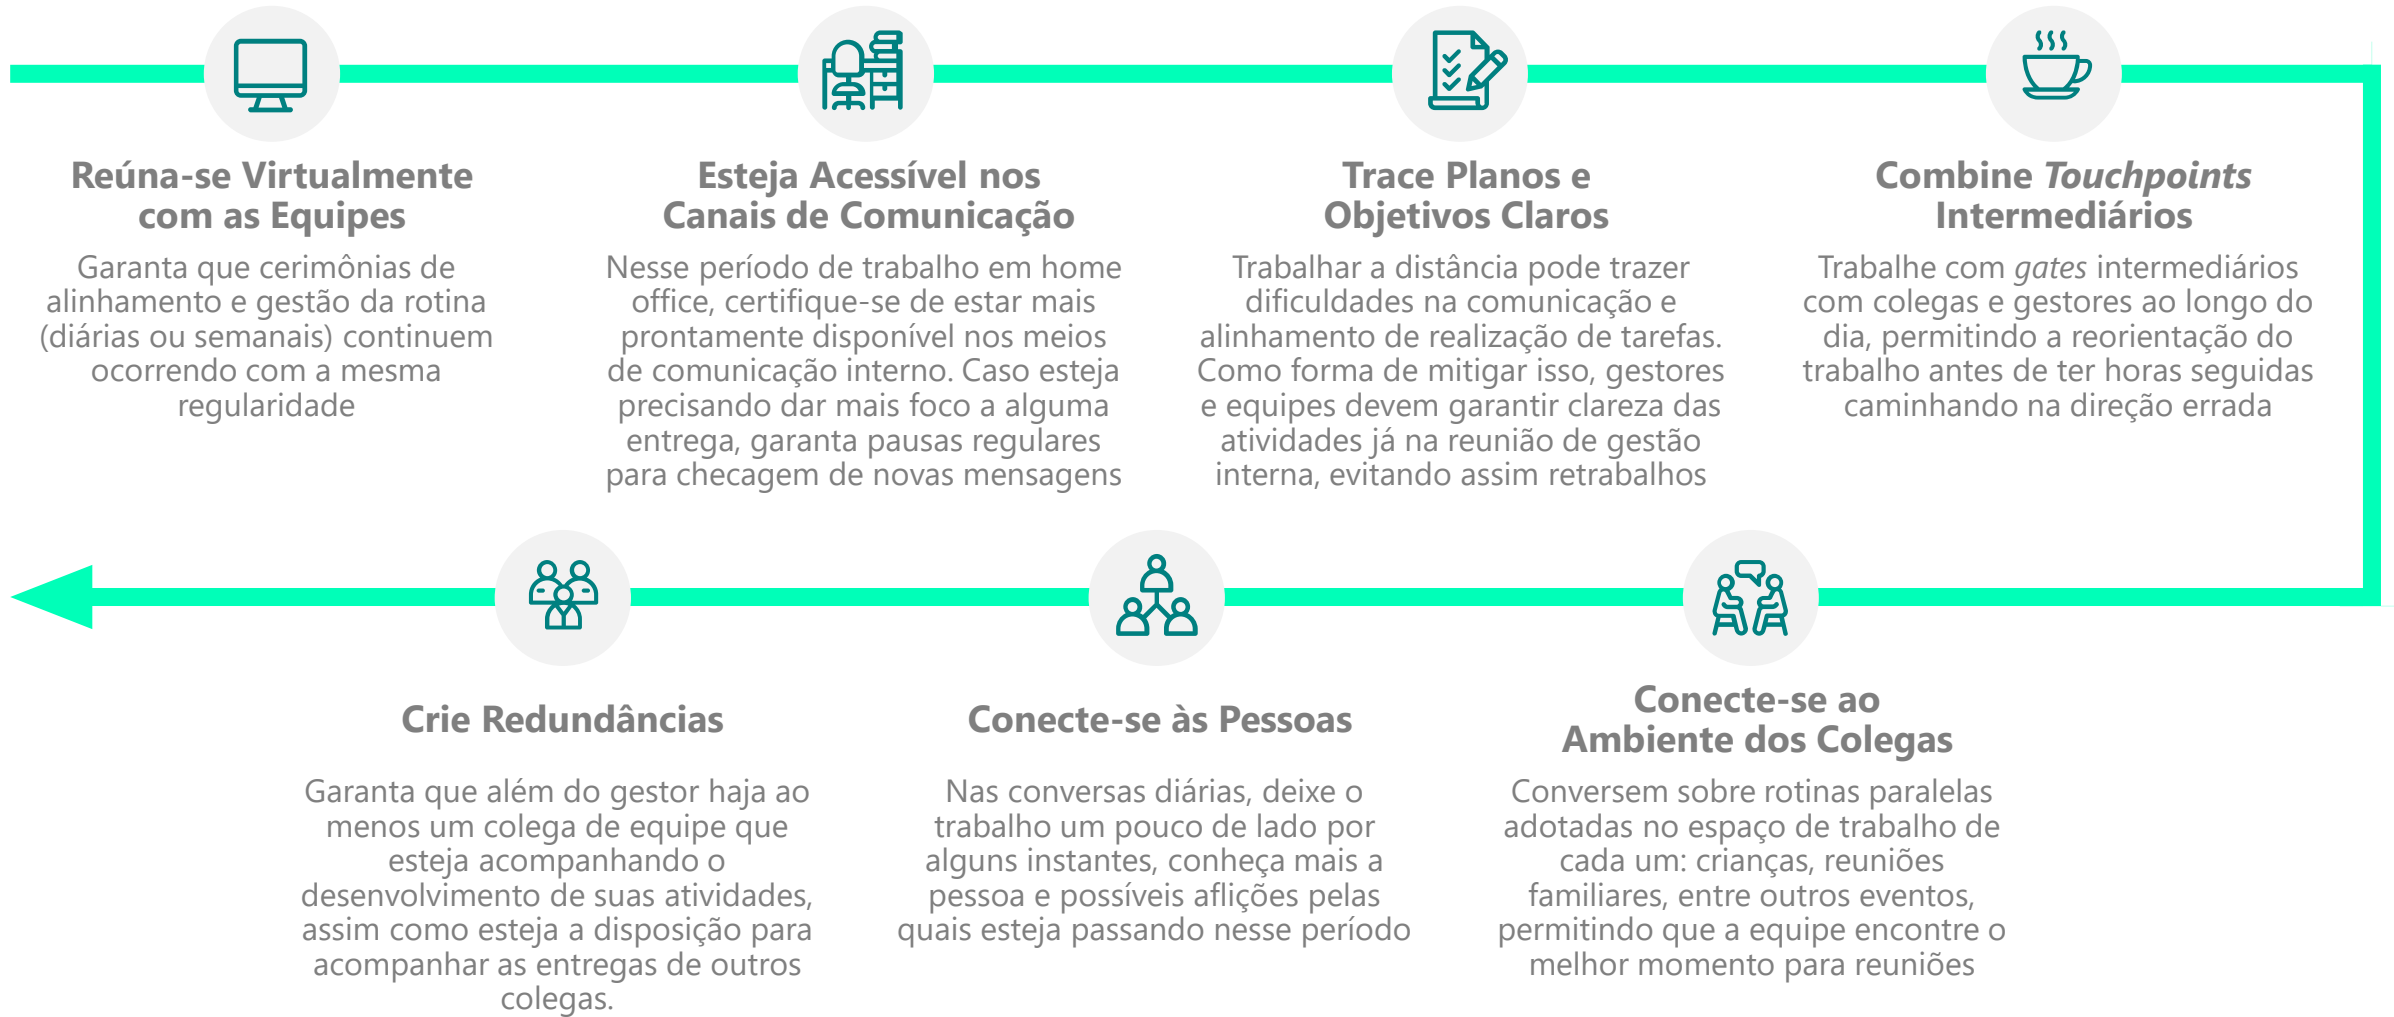 Reúna-se Virtualmente
com as Equipes
Garanta que cerimônias de
alinhamento e gestão da rotina
(diárias ou semanais) continuem
ocorrendo com a mesma
regularidade
Esteja Acessível nos
Canais de Comunicação
Nesse período de trabalho em home
office, certifique-se de estar mais
prontamente disponível nos meios
de comunicação interno. Caso esteja
precisando dar mais foco a alguma
entrega, garanta pausas regulares
para checagem de novas mensagens
Trace Planos e
Objetivos Claros
Trabalhar a distância pode trazer
dificuldades na comunicação e
alinhamento de realização de tarefas.
Como forma de mitigar isso, gestores
e equipes devem garantir clareza das
atividades já na reunião de gestão
interna, evitando assim retrabalhos
Combine Touchpoints
Intermediários
Trabalhe com gates intermediários
com colegas e gestores ao longo do
dia, permitindo a reorientação do
trabalho antes de ter horas seguidas
caminhando na direção errada
Conecte-se ao
Ambiente dos Colegas
Conversem sobre rotinas paralelas
adotadas no espaço de trabalho de
cada um: crianças, reuniões
familiares, entre outros eventos,
permitindo que a equipe encontre o
melhor momento para reuniões
Conecte-se às Pessoas
Nas conversas diárias, deixe o
trabalho um pouco de lado por
alguns instantes, conheça mais a
pessoa e possíveis aflições pelas
quais esteja passando nesse período
Crie Redundâncias
Garanta que além do gestor haja ao
menos um colega de equipe que
esteja acompanhando o
desenvolvimento de suas atividades,
assim como esteja a disposição para
acompanhar as entregas de outros
colegas.